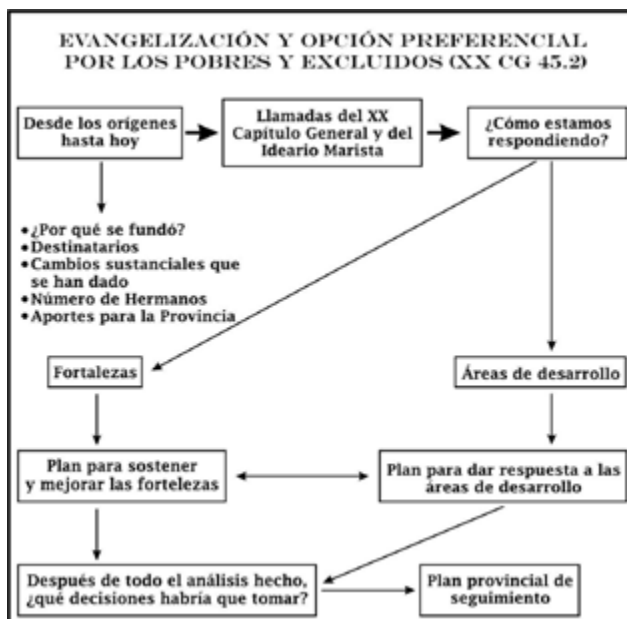 EVANGELIZACIÓN Y OPCIÓN PREFERENCIAL
POR LOS POBRES Y EXCLUIDOS (XX CG 45.2)
Desde los orígenes
hasta hoy
Llamadas del XX
Capítulo General y del
Ideario Marista
¿Cómo estamos
respondiendo?
•¿Por qué se fundó?
•Destinatarios
•Cambios sustanciales que
se han dado
•Número de Hermanos
•Aportes para la Provincia
Fortalezas
Áreas de desarrollo
Plan para sostener
y mejorar las fortalezas
Plan para dar respuesta a las
áreas de desarrollo
Después de todo el análisis hecho,
¿qué decisiones habría que tomar?
Plan provincial de
seguimiento